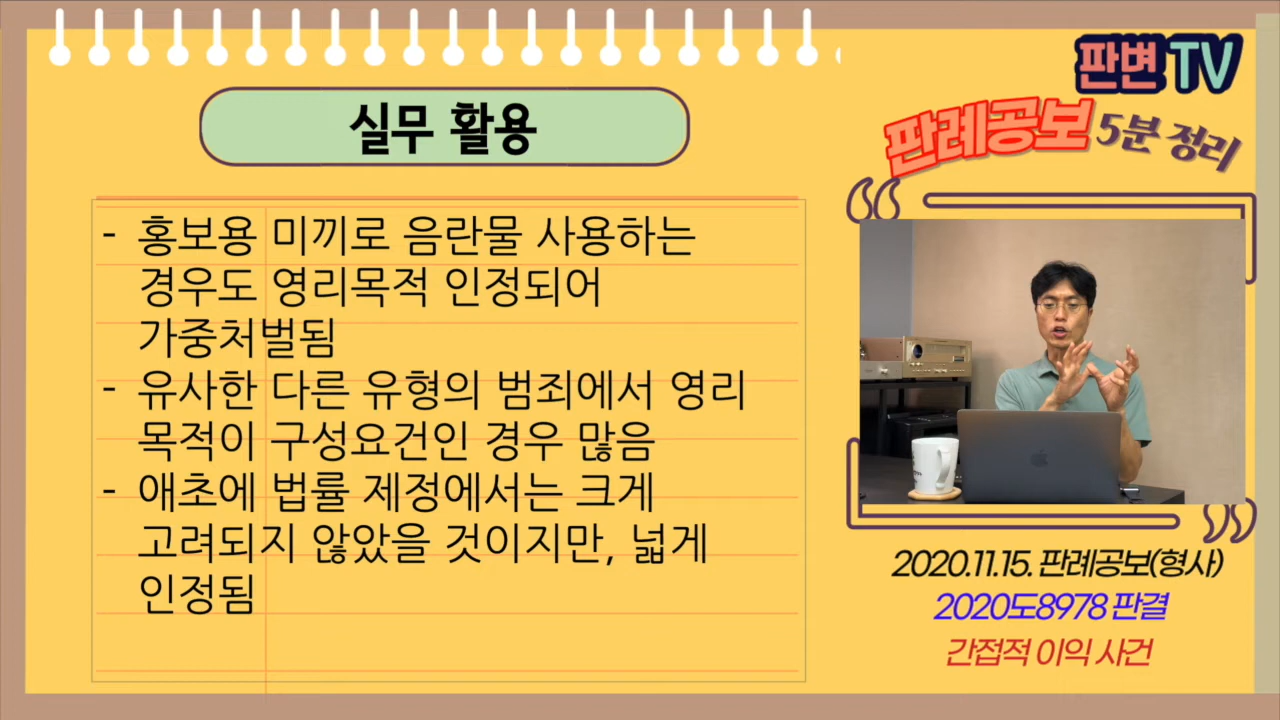 실무 활용
- 홍보용 미끼로 음란물 사용하는
경우도 영리목적 인정되어
가중처벌됨
- 유사한 다른 유형의 범죄에서 영리
목적이 구성요건인 경우 많음
- 애초에 법률 제정에서는 크게
고려되지 않았을 것이지만, 넓게
인정됨
판변 TV
판례공보 5분 정리
2020.11.15. 판례공보(형사)
2020도8978 판결
간접적 이익 사건